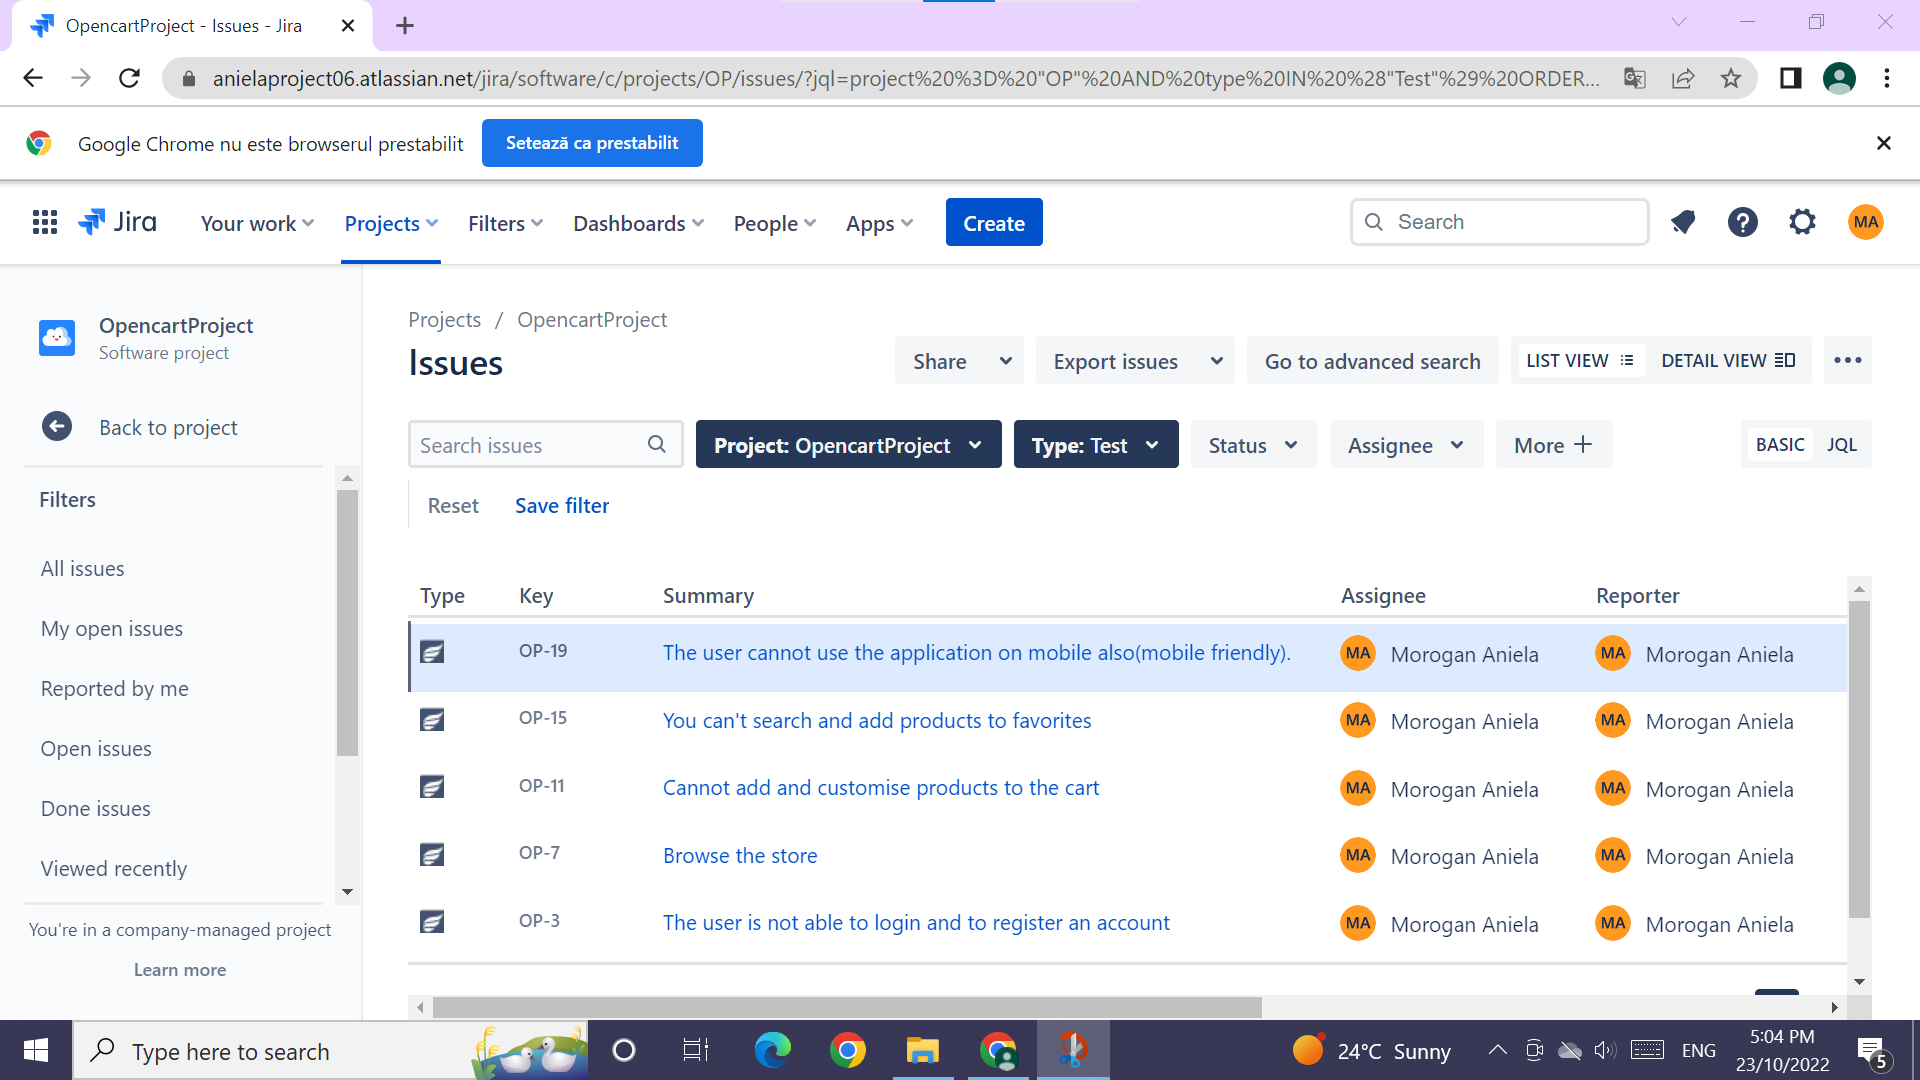 OpencartProject - Issues - Jira
anielaproject06.atlassian.net/jira/software/c/projects/OP/issues/?jql=project%20%3D%20"OP"%20AND%20type%20IN%20%28"Test"%29%20ORDER...
Google Chrome nu este browserul prestabilit
Setează ca prestabilit
Jira
Your work
Projects
Filters
Dashboards
People
Apps
Create
Search
MA
OpencartProject
Software project
Back to project
Filters
All issues
My open issues
Reported by me
Open issues
Done issues
Viewed recently
You're in a company-managed project
Learn more
Projects / OpencartProject
Issues
Share
Export issues
Go to advanced search
LIST VIEW
DETAIL VIEW
Search issues
Project: OpencartProject
Type: Test
Status
Assignee
More
BASIC
JQL
Reset
Save filter
Type Key Summary Assignee Reporter
OP-19 The user cannot use the application on mobile also(mobile friendly). MA Morogan Aniela MA Morogan Aniela
OP-15 You can't search and add products to favorites MA Morogan Aniela MA Morogan Aniela
OP-11 Cannot add and customise products to the cart MA Morogan Aniela MA Morogan Aniela
OP-7 Browse the store MA Morogan Aniela MA Morogan Aniela
OP-3 The user is not able to login and to register an account MA Morogan Aniela MA Morogan Aniela
Type here to search
24°C Sunny
ENG
5:04 PM
23/10/2022
5